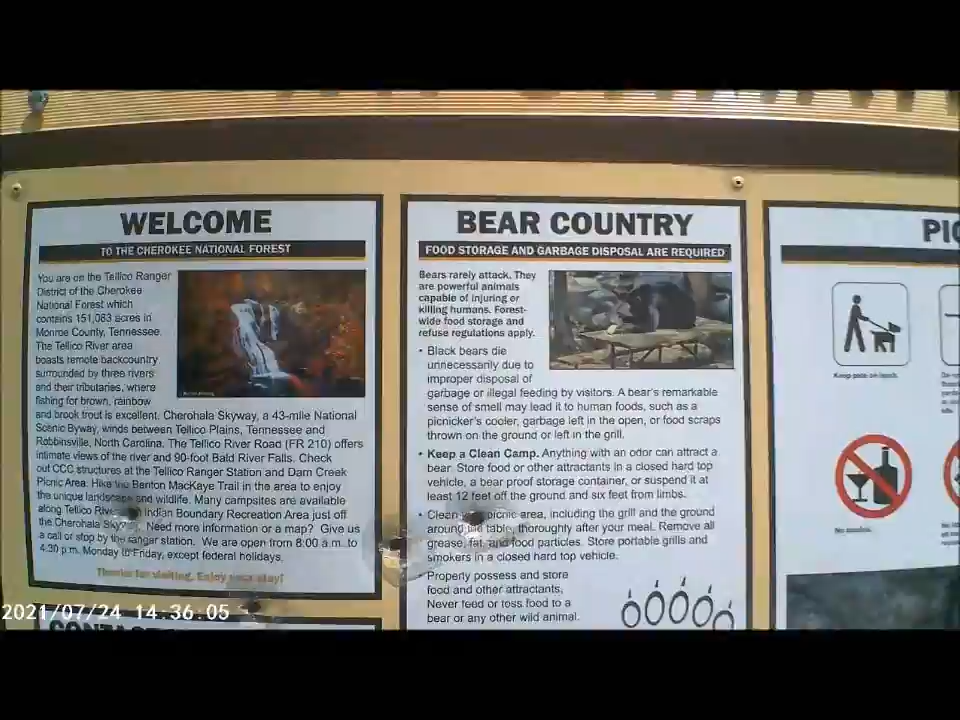 WELCOME
TO THE CHEROKEE NATIONAL FOREST
You are on the Tellico Ranger
District of the Cherokee
National Forest which
contains 151,083 acres in
Monroe County, Tennessee.
The Tellico River area
boasts remote backcountry
surrounded by three rivers
and their tributaries, where
fishing for brown, rainbow
and brook trout is excellent. Cherohala Skyway, a 43-mile National
Scenic Byway, winds between Tellico Plains, Tennessee and
Robbinsville, North Carolina. The Tellico River Road (FR 210) offers
intimate views of the river and 90-foot Bald River Falls. Check
out CCC structures at the Tellico Ranger Station and Dam Creek
Picnic Area. Hike the Benton MacKaye Trail in the area to enjoy
the unique landscape and wildlife. Many campsites are available
along Tellico River Indian Boundary Recreation Area just off
the Cherohala Skyway. Need more information or a map? Give us
a call or stop by the ranger station. We are open from 8:00 a.m. to
4:30 p.m. Monday to Friday, except federal holidays.
Thanks for visiting. Enjoy your stay!
BEAR COUNTRY
FOOD STORAGE AND GARBAGE DISPOSAL ARE REQUIRED
Bears rarely attack. They
are powerful animals
capable of injuring or
killing humans. Forest-
wide food storage and
refuse regulations apply.
• Black bears die
unnecessarily due to
improper disposal of
garbage or illegal feeding by visitors. A bear's remarkable
sense of smell may lead it to human foods, such as a
picnicker's cooler, garbage left in the open, or food scraps
thrown on the ground or left in the grill.
• Keep a Clean Camp. Anything with an odor can attract a
bear. Store food or other attractants in a closed hard top
vehicle, a bear proof storage container, or suspend it at
least 12 feet off the ground and six feet from limbs.
• Clean picnic area, including the grill and the ground
around the table, thoroughly after your meal. Remove all
grease, fat, and food particles. Store portable grills and
smokers in a closed hard top vehicle.
• Properly possess and store
food and other attractants,
Never feed or toss food to a
bear or any other wild animal.
PIC
Keep pets on leash.
No alcohol.
2021/07/24 14:36:05